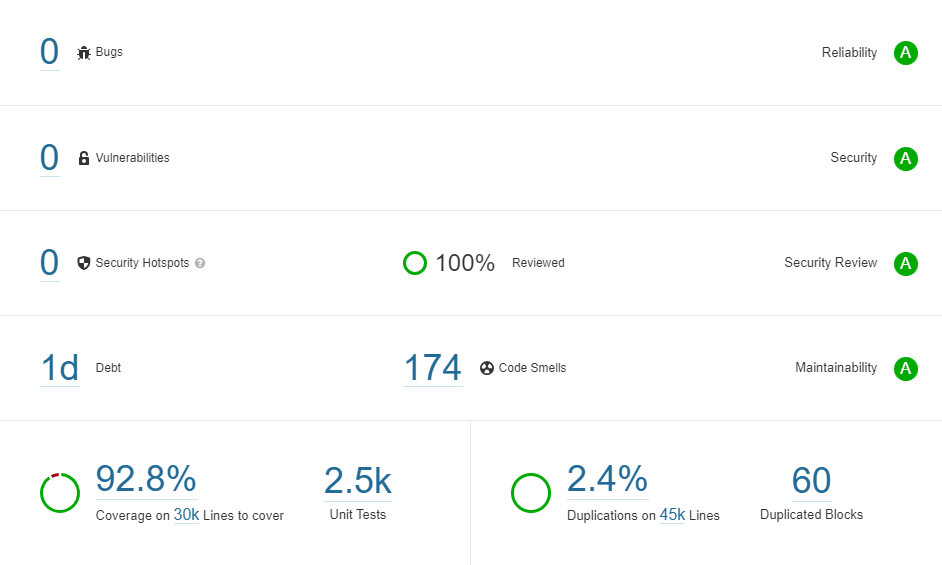 0 Bugs Reliability A
0 Vulnerabilities Security A
0 Security Hotspots ? 100% Reviewed Security Review A
1d Debt 174 Code Smells Maintainability A
92.8% 2.5k
Coverage on 30k Lines to cover Unit Tests
2.4% 60
Duplications on 45k Lines Duplicated Blocks